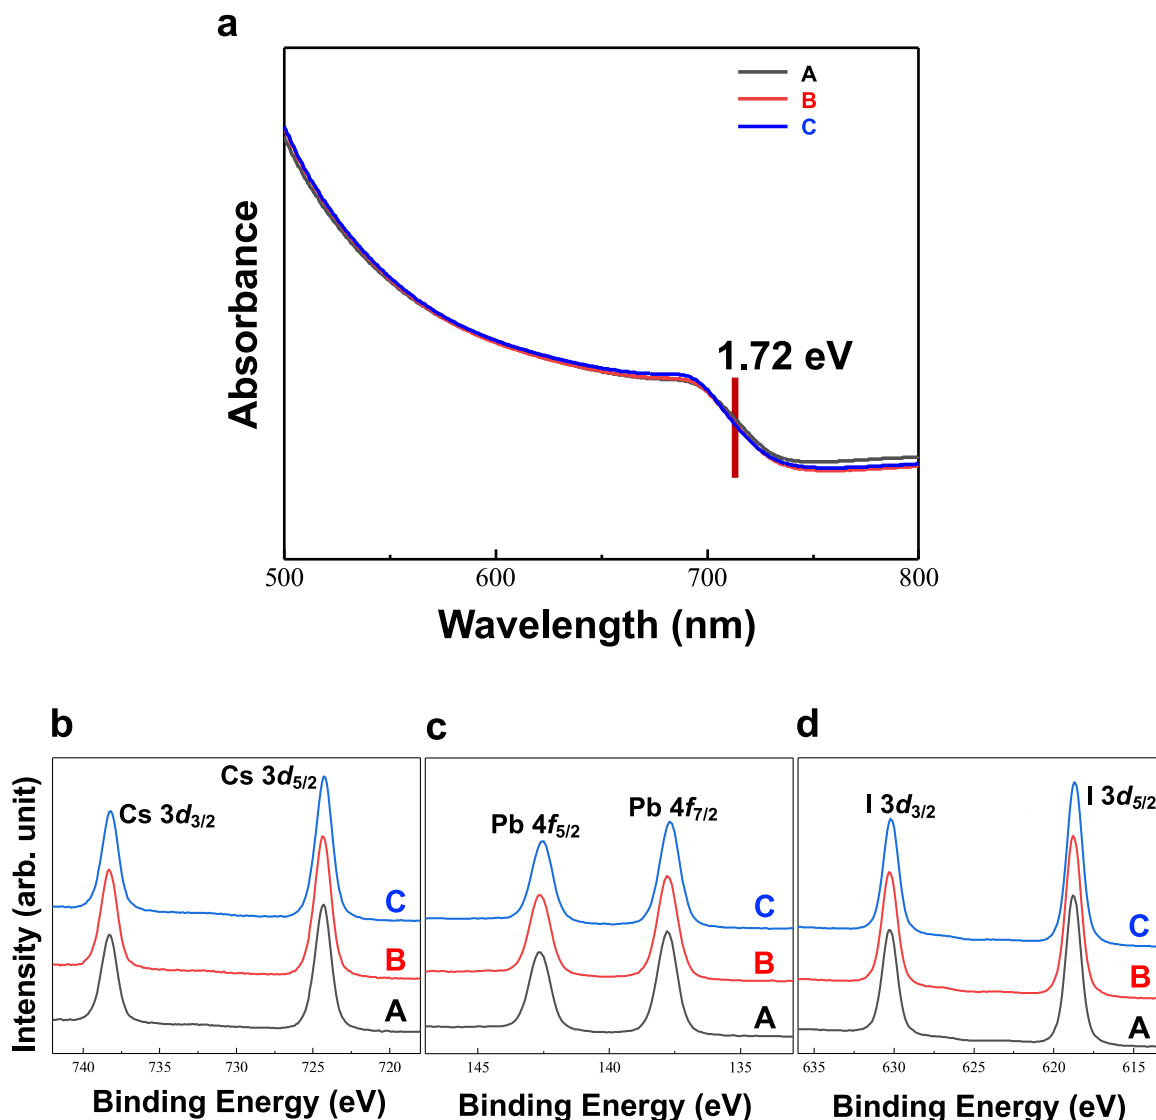 a
A
B
C
1.72 eV
Absorbance
500 600 700 800
Wavelength (nm)
b c d
Intensity (arb. unit)
Cs 3d3/2 Cs 3d5/2
C
B
A
740 735 730 725 720
Binding Energy (eV)
Pb 4f5/2 Pb 4f7/2
C
B
A
145 140 135
Binding Energy (eV)
I 3d3/2 I 3d5/2
C
B
A
635 630 625 620 615
Binding Energy (eV)